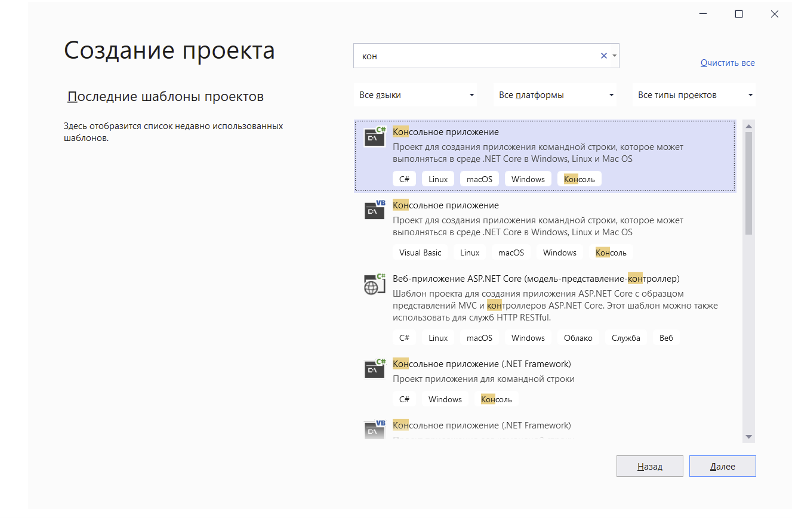 Создание проекта
кон
Очистить все
Последние шаблоны проектов
Все языки
Все платформы
Все типы проектов
Здесь отобразится список недавно использованных
шаблонов.
C#
Консольное приложение
Проект для создания приложения командной строки, которое может
выполняться в среде .NET Core в Windows, Linux и Mac OS
C# Linux macOS Windows Консоль
VB
Консольное приложение
Проект для создания приложения командной строки, которое может
выполняться в среде .NET Core в Windows, Linux и Mac OS
Visual Basic Linux macOS Windows Консоль
C#
Веб-приложение ASP.NET Core (модель-представление-контроллер)
Шаблон проекта для создания приложения ASP.NET Core с образцом
представлений MVC и контроллеров ASP.NET Core. Этот шаблон можно также
использовать для служб HTTP RESTful.
C# Linux macOS Windows Облако Служба Веб
C#
Консольное приложение (.NET Framework)
Проект приложения для командной строки
C# Windows Консоль
VB
Консольное приложение (.NET Framework)
Назад
Далее